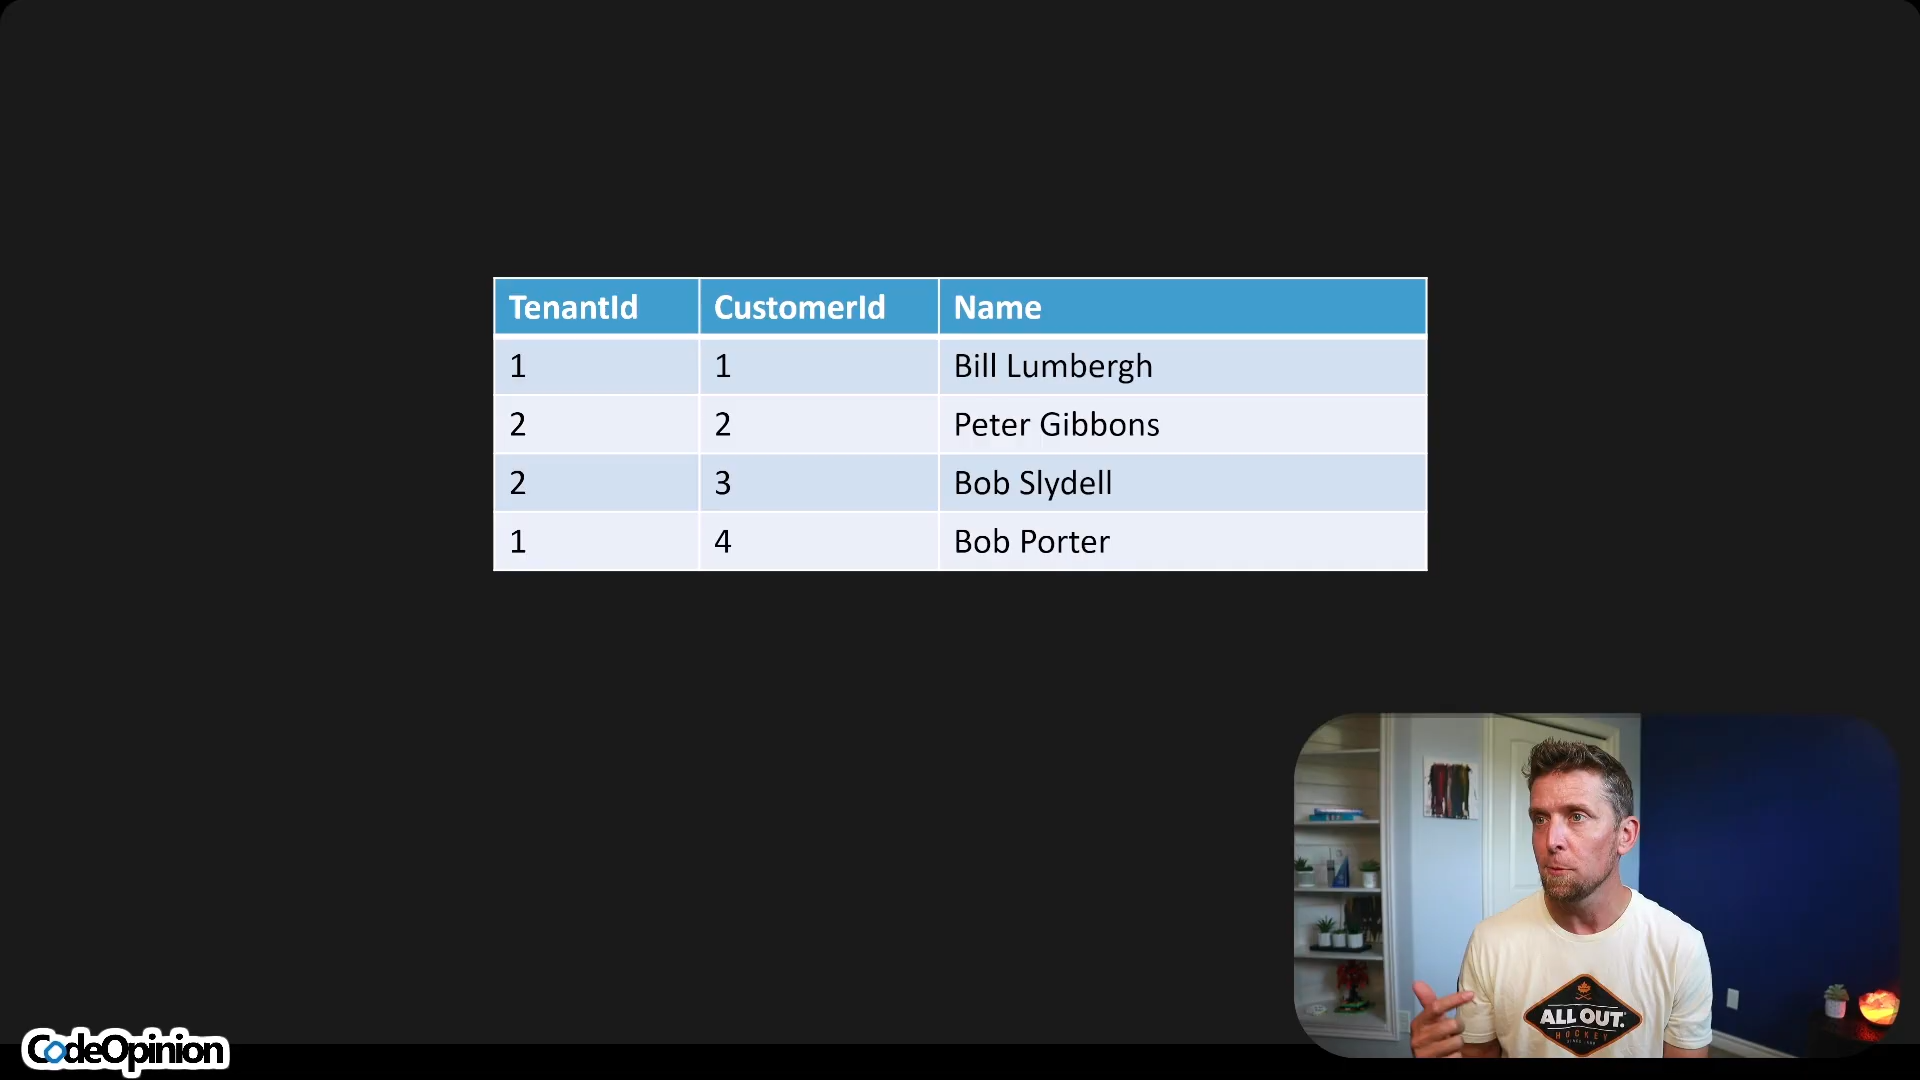 TenantId CustomerId Name
1 1 Bill Lumbergh
2 2 Peter Gibbons
2 3 Bob Slydell
1 4 Bob Porter
ALL OUT.
HOCKEY
CodeOpinion